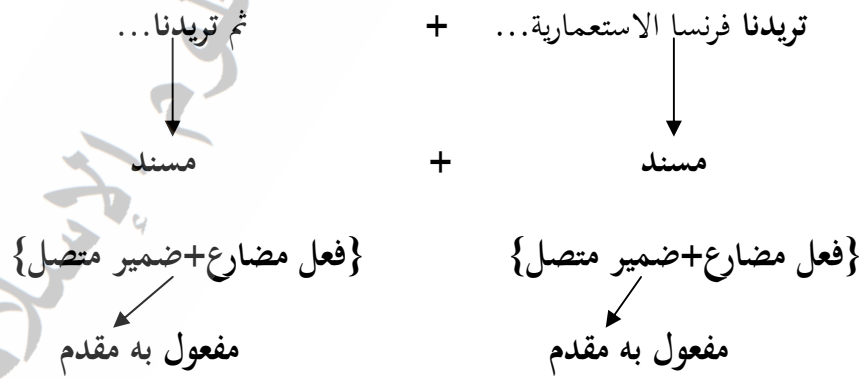 تريدنا فرنسا الاستعمارية... + ثم تريدنا...
مسند + مسند
{فعل مضارع+ضمير متصل} {فعل مضارع+ضمير متصل}
مفعول به مقدم مفعول به مقدم